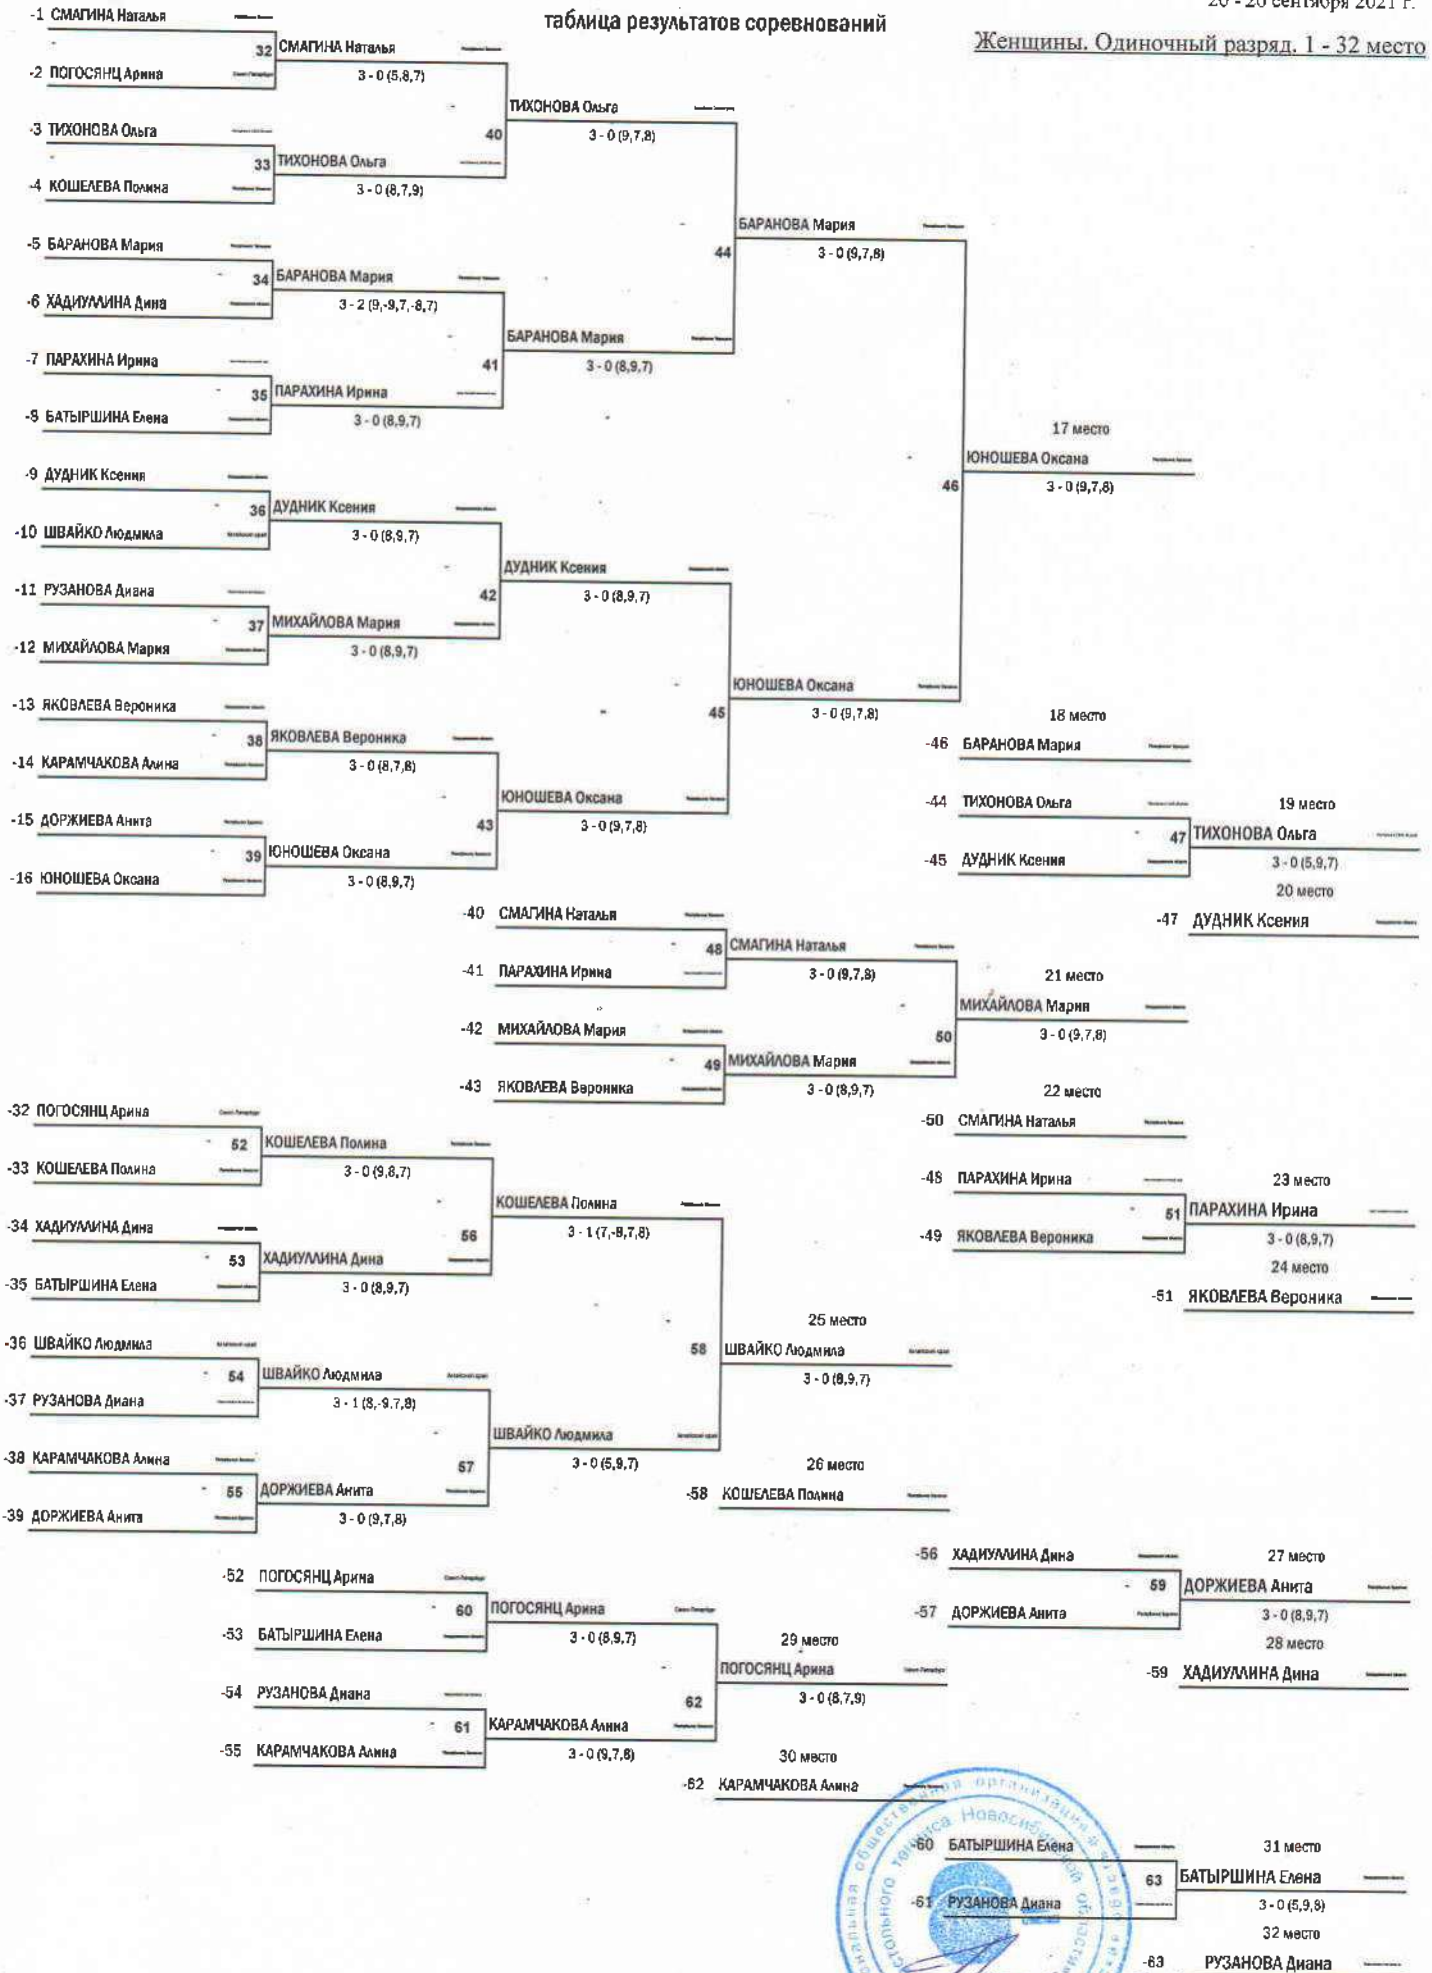 таблица результатов соревнований
20 - 26 сентября 2021 г.
Женщины. Одиночный разряд. 1 - 32 место
-1 СМАГИНА Наталья
32 СМАГИНА Наталья
-2 ПОГОСЯНЦ Арина
3 - 0 (5,8,7)
ТИХОНОВА Ольга
-3 ТИХОНОВА Ольга
40
3 - 0 (9,7,8)
33 ТИХОНОВА Ольга
-4 КОШЕЛЕВА Полина
3 - 0 (8,7,9)
БАРАНОВА Мария
-5 БАРАНОВА Мария
44
3 - 0 (9,7,8)
34 БАРАНОВА Мария
-6 ХАДИУЛЛИНА Дина
3 - 2 (9,-9,7,-8,7)
БАРАНОВА Мария
-7 ПАРАХИНА Ирина
41
3 - 0 (8,9,7)
35 ПАРАХИНА Ирина
-8 БАТЫРШИНА Елена
3 - 0 (8,9,7)
17 место
ЮНОШЕВА Оксана
-9 ДУДНИК Ксения
46
3 - 0 (9,7,8)
36 ДУДНИК Ксения
-10 ШВАЙКО Людмила
3 - 0 (8,9,7)
ДУДНИК Ксения
-11 РУЗАНОВА Диана
42
3 - 0 (8,9,7)
37 МИХАЙЛОВА Мария
-12 МИХАЙЛОВА Мария
3 - 0 (8,9,7)
ЮНОШЕВА Оксана
-13 ЯКОВЛЕВА Вероника
45
3 - 0 (9,7,8)
18 место
38 ЯКОВЛЕВА Вероника
-46 БАРАНОВА Мария
-14 КАРАМЧАКОВА Алина
3 - 0 (8,7,8)
ЮНОШЕВА Оксана
-44 ТИХОНОВА Ольга
19 место
-15 ДОРЖИЕВА Анита
43
3 - 0 (9,7,8)
47 ТИХОНОВА Ольга
39 ЮНОШЕВА Оксана
-45 ДУДНИК Ксения
3 - 0 (5,9,7)
-16 ЮНОШЕВА Оксана
3 - 0 (8,9,7)
20 место
-40 СМАГИНА Наталья
-47 ДУДНИК Ксения
48 СМАГИНА Наталья
-41 ПАРАХИНА Ирина
3 - 0 (9,7,8)
21 место
МИХАЙЛОВА Мария
-42 МИХАЙЛОВА Мария
50
3 - 0 (9,7,8)
49 МИХАЙЛОВА Мария
-43 ЯКОВЛЕВА Вероника
3 - 0 (8,9,7)
22 место
-32 ПОГОСЯНЦ Арина
-50 СМАГИНА Наталья
52 КОШЕЛЕВА Полина
-33 КОШЕЛЕВА Полина
3 - 0 (9,8,7)
-48 ПАРАХИНА Ирина
23 место
КОШЕЛЕВА Полина
51 ПАРАХИНА Ирина
-34 ХАДИУЛЛИНА Дина
56
3 - 1 (7,-8,7,8)
-49 ЯКОВЛЕВА Вероника
3 - 0 (8,9,7)
53 ХАДИУЛЛИНА Дина
24 место
-35 БАТЫРШИНА Елена
3 - 0 (8,9,7)
-51 ЯКОВЛЕВА Вероника
25 место
-36 ШВАЙКО Людмила
58 ШВАЙКО Людмила
54 ШВАЙКО Людмила
3 - 0 (8,9,7)
-37 РУЗАНОВА Диана
3 - 1 (8,-9,7,8)
ШВАЙКО Людмила
-38 КАРАМЧАКОВА Алина
57
3 - 0 (5,9,7)
26 место
55 ДОРЖИЕВА Анита
-58 КОШЕЛЕВА Полина
-39 ДОРЖИЕВА Анита
3 - 0 (9,7,8)
-56 ХАДИУЛЛИНА Дина
27 место
-52 ПОГОСЯНЦ Арина
59 ДОРЖИЕВА Анита
60 ПОГОСЯНЦ Арина
-57 ДОРЖИЕВА Анита
3 - 0 (8,9,7)
-53 БАТЫРШИНА Елена
3 - 0 (8,9,7)
29 место
28 место
ПОГОСЯНЦ Арина
-59 ХАДИУЛЛИНА Дина
-54 РУЗАНОВА Диана
62
3 - 0 (8,7,9)
61 КАРАМЧАКОВА Алина
-55 КАРАМЧАКОВА Алина
3 - 0 (9,7,8)
30 место
-62 КАРАМЧАКОВА Алина
-60 БАТЫРШИНА Елена
31 место
63 БАТЫРШИНА Елена
-61 РУЗАНОВА Диана
3 - 0 (5,9,8)
32 место
-63 РУЗАНОВА Диана